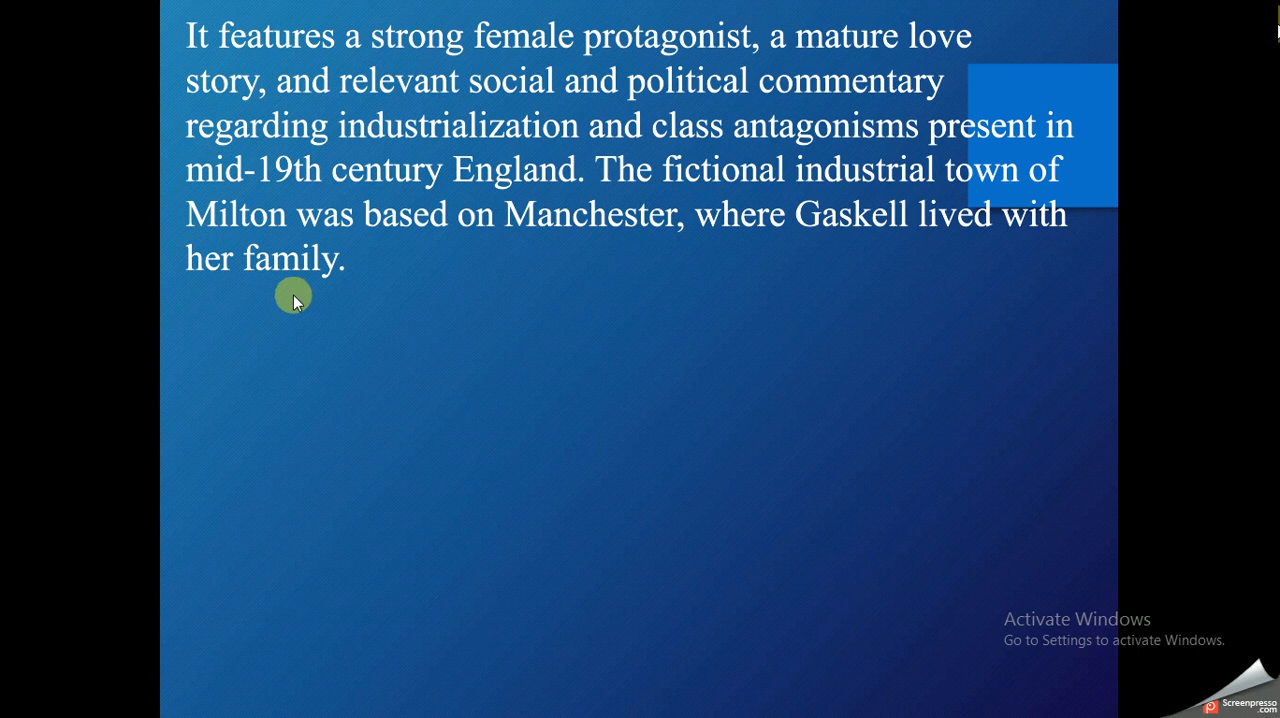 It features a strong female protagonist, a mature love
story, and relevant social and political commentary
regarding industrialization and class antagonisms present in
mid-19th century England. The fictional industrial town of
Milton was based on Manchester, where Gaskell lived with
her family.
Activate Windows
Go to Settings to activate Windows.
Screenpresso
.com